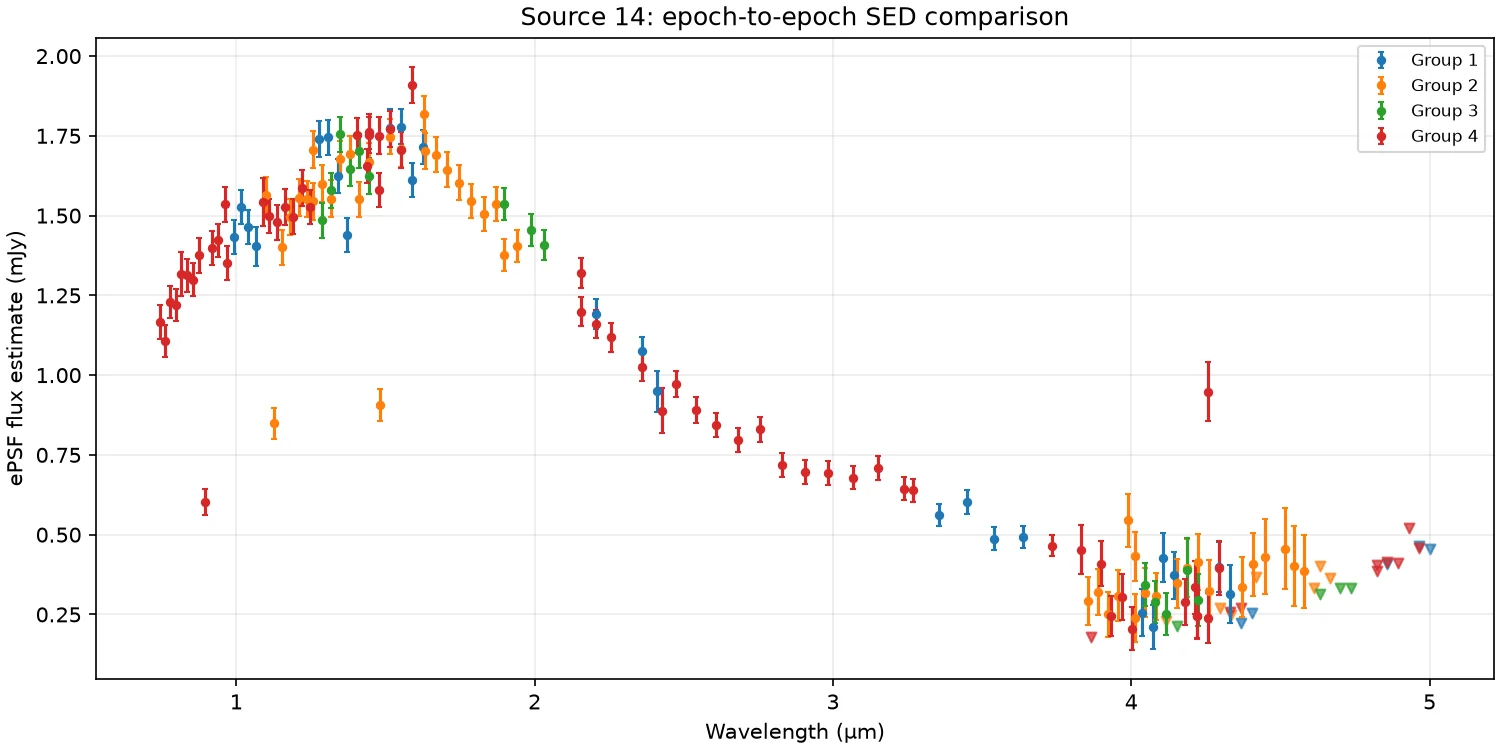 Source 14: epoch-to-epoch SED comparison
ePSF flux estimate (mJy)
2.00
1.75
1.50
1.25
1.00
0.75
0.50
0.25
Group 1
Group 2
Group 3
Group 4
1 2 3 4 5
Wavelength (μm)